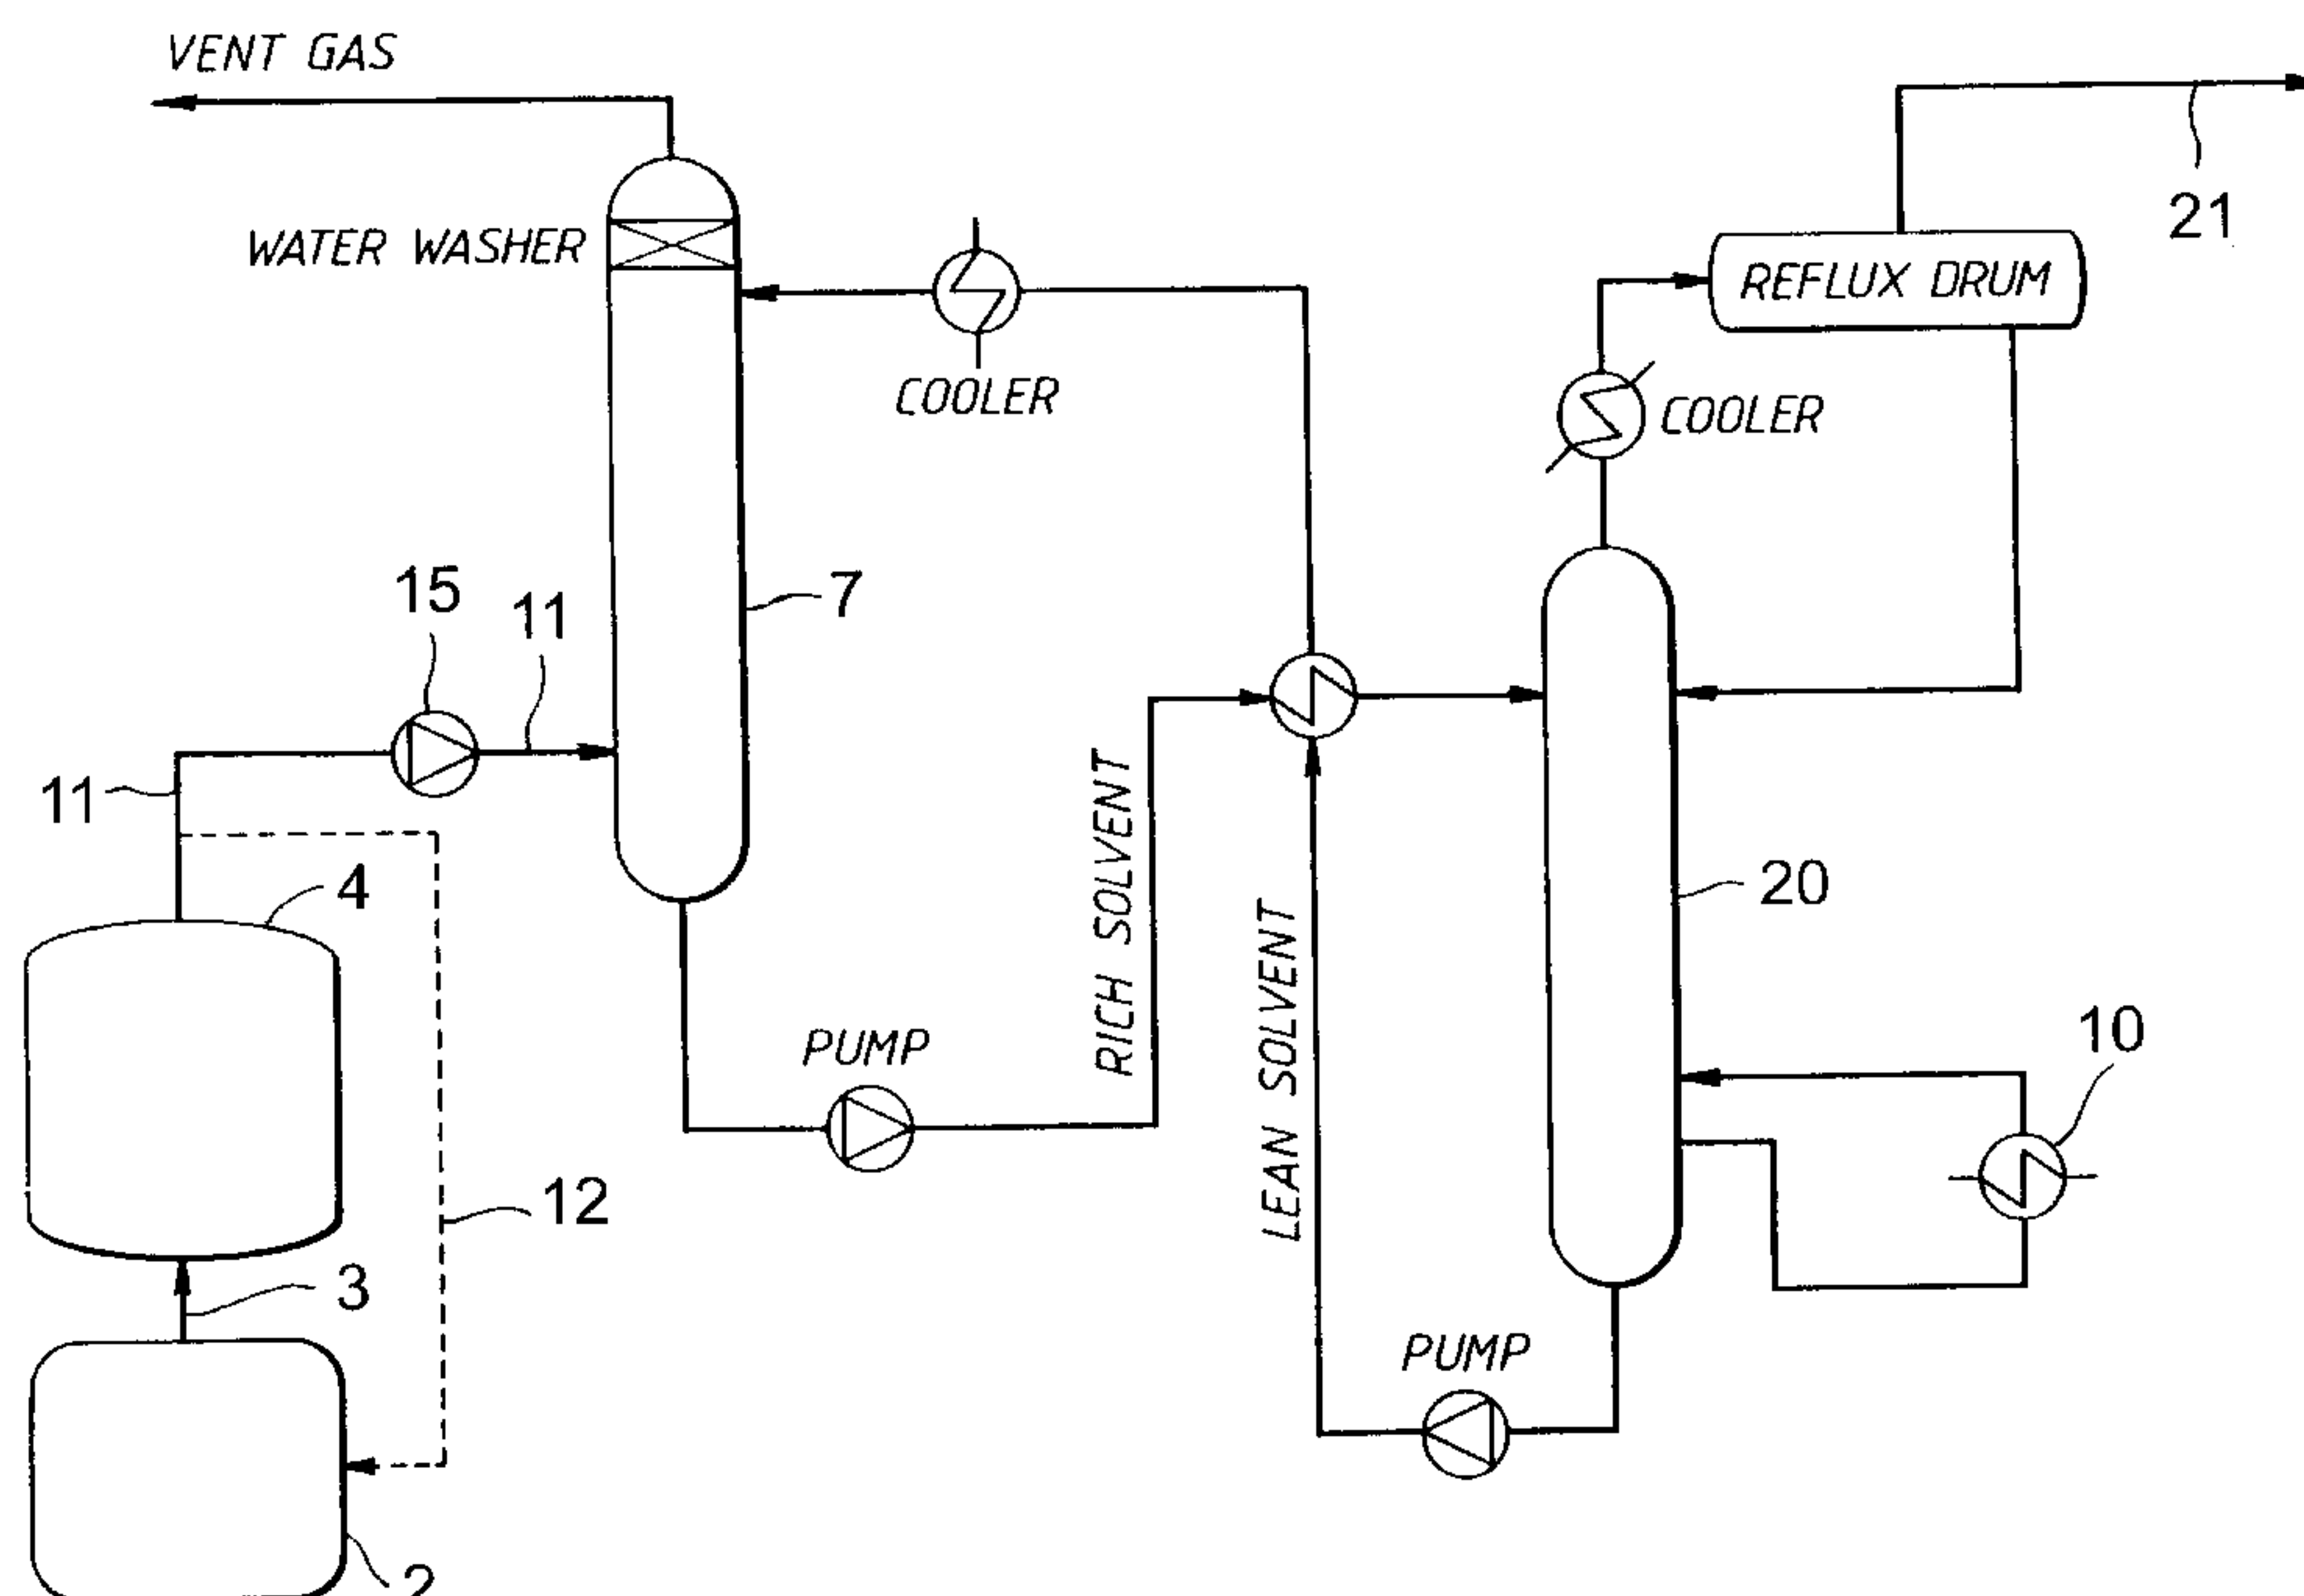 VENT GAS
21
WATER WASHER
REFLUX DRUM
COOLER
COOLER
15
11
7
11
4
RICH SOLVENT
LEAN SOLVENT
20
PUMP
10
12
3
PUMP
2